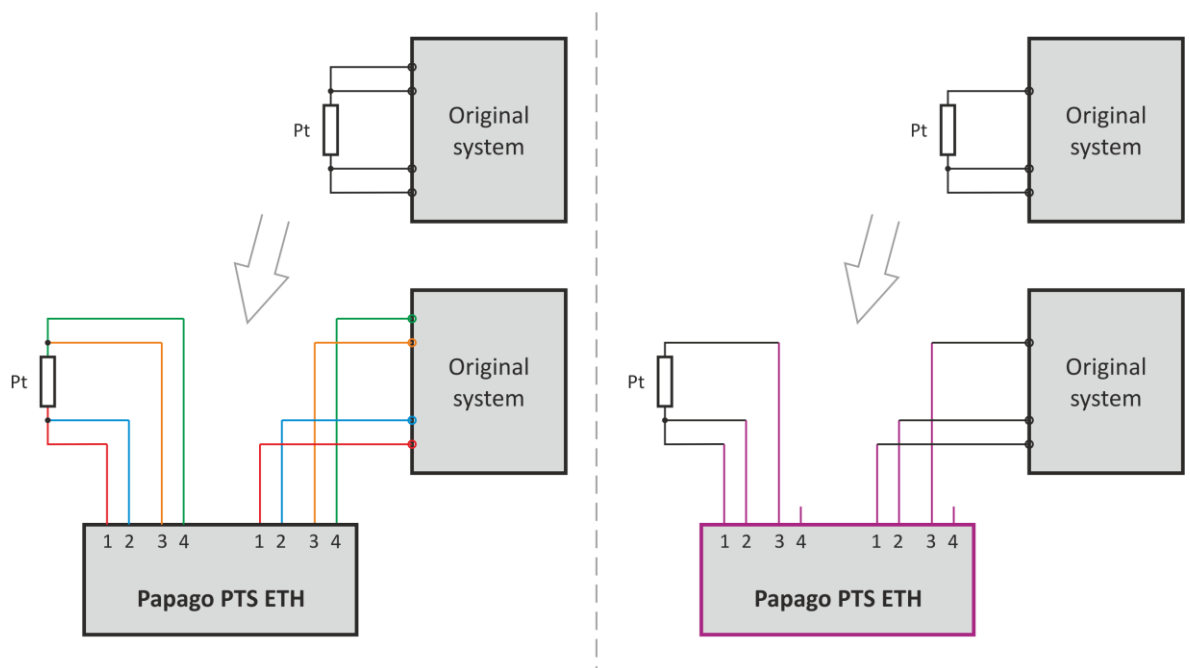 Original
system
Pt
Original
system
Pt
1 2 3 4 1 2 3 4
Papago PTS ETH
Original
system
Pt
Original
system
Pt
1 2 3 4 1 2 3 4
Papago PTS ETH